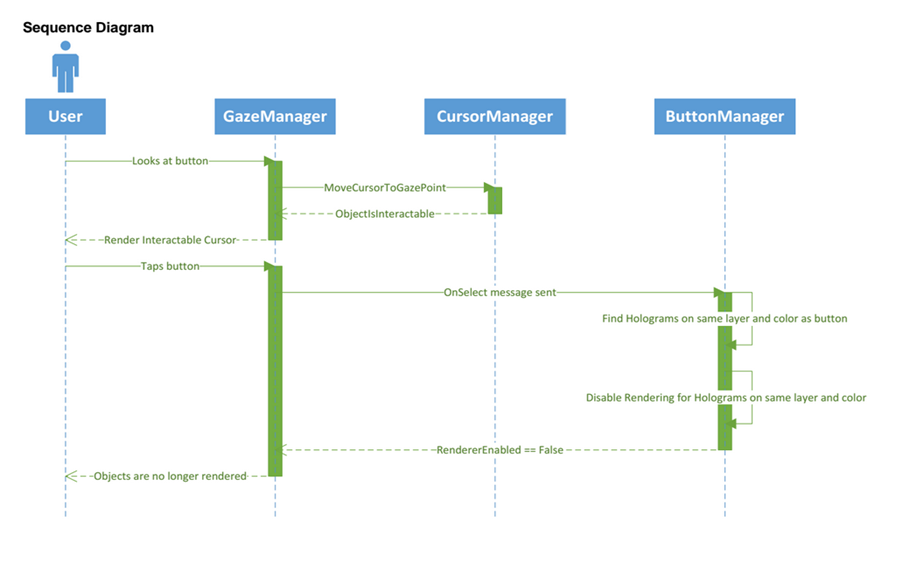 Sequence Diagram
User
GazeManager
CursorManager
ButtonManager
Looks at button
MoveCursorToGazePoint
ObjectIsInteractable
Render Interactable Cursor
Taps button
OnSelect message sent
Find Holograms on same layer and color as button
Disable Rendering for Holograms on same layer and color
RendererEnabled == False
Objects are no longer rendered